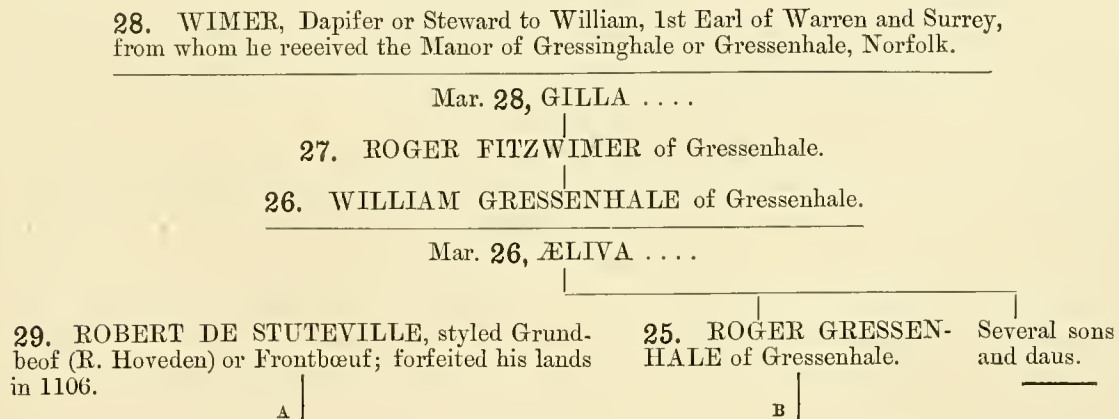 28. WIMER, Dapifer or Steward to William, 1st Earl of Warren and Surrey,
from whom he reeeived the Manor of Gressinghale or Gressenhale, Norfolk.
Mar. 28, GILLA ....
27. ROGER FITZWIMER of Gressenhale.
26. WILLIAM GRESSENHALE of Gressenhale.
Mar. 26, ÆLIVA ....
29. ROBERT DE STUTEVILLE, styled Grund-
beof (R. Hoveden) or Frontbœuf; forfeited his lands
in 1106.
A
25. ROGER GRESSEN-
HALE of Gressenhale.
B
Several sons
and daus.